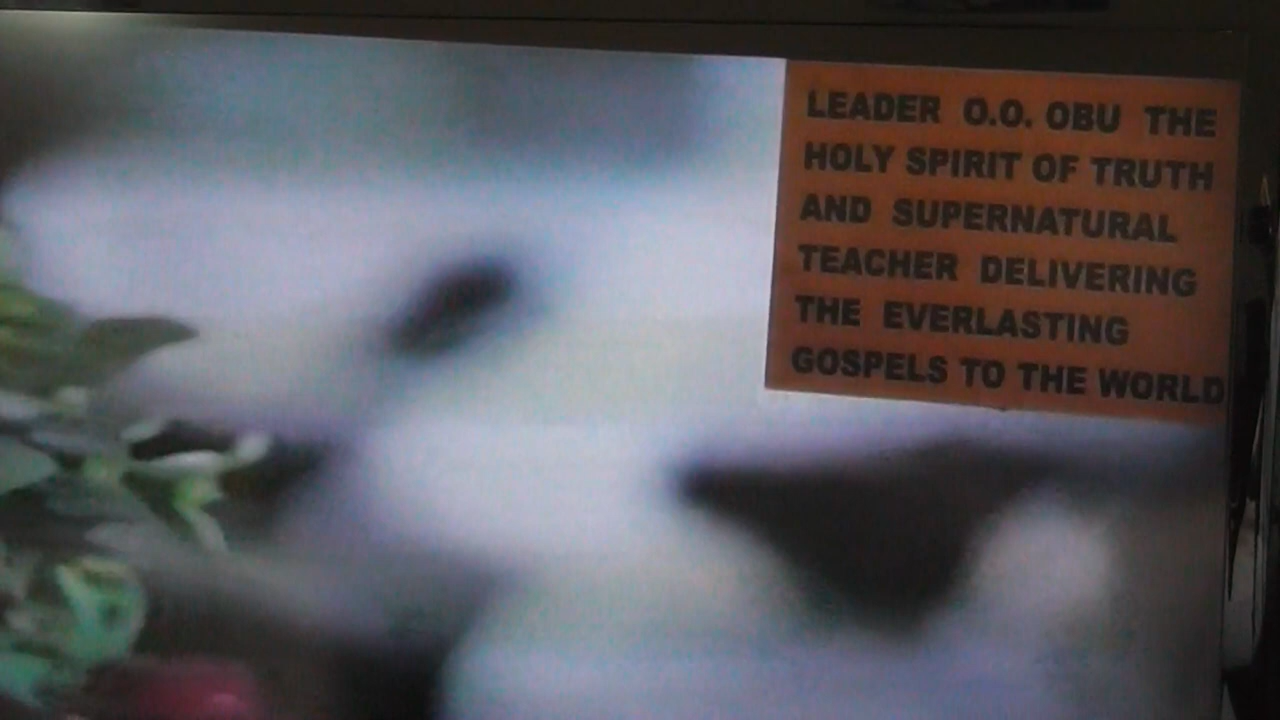 LEADER O.O. OBU THE
HOLY SPIRIT OF TRUTH
AND SUPERNATURAL
TEACHER DELIVERING
THE EVERLASTING
GOSPELS TO THE WORLD